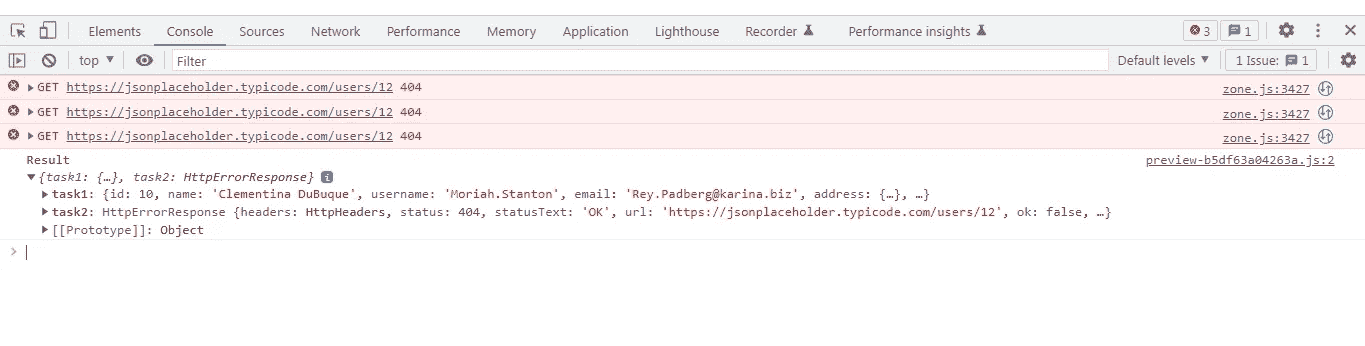 Elements Console Sources Network Performance Memory Application Lighthouse Recorder Performance insights 3 1
top Filter Default levels 1 Issue: 1
GET https://jsonplaceholder.typicode.com/users/12 404 zone.js:3427
GET https://jsonplaceholder.typicode.com/users/12 404 zone.js:3427
GET https://jsonplaceholder.typicode.com/users/12 404 zone.js:3427
Result preview-b5df63a04263a.js:2
{task1: {…}, task2: HttpErrorResponse} i
task1: {id: 10, name: 'Clementina DuBuque', username: 'Moriah.Stanton', email: 'Rey.Padberg@karina.biz', address: {…}, …}
task2: HttpErrorResponse {headers: HttpHeaders, status: 404, statusText: 'OK', url: 'https://jsonplaceholder.typicode.com/users/12', ok: false, …}
[[Prototype]]: Object